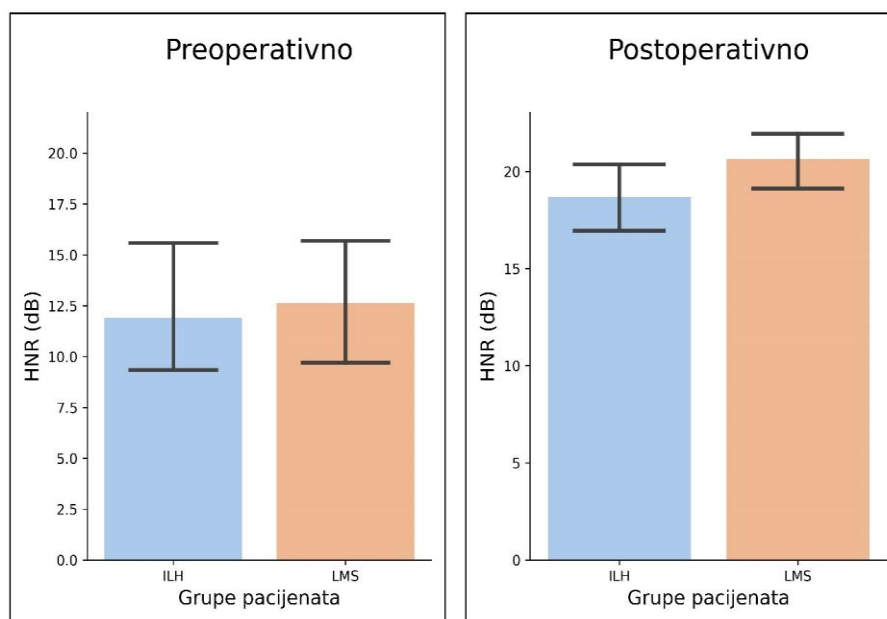 Preoperativno
HNR (dB)
20.0
17.5
15.0
12.5
10.0
7.5
5.0
2.5
0.0
ILH
LMS
Grupe pacijenata
Postoperativno
HNR (dB)
20
15
10
5
0
ILH
LMS
Grupe pacijenata